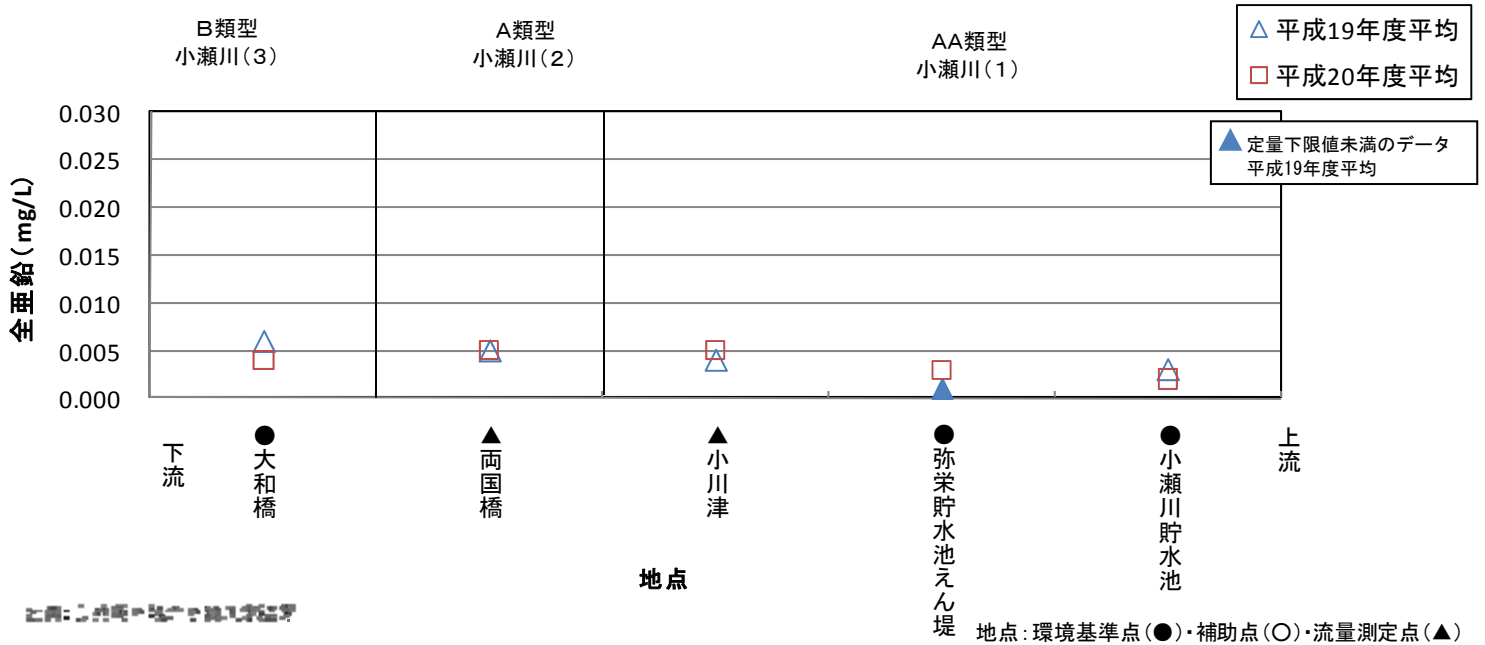 B類型
小瀬川(3)
A類型
小瀬川(2)
AA類型
小瀬川(1)
△ 平成19年度平均
□ 平成20年度平均
▲ 定量下限値未満のデータ
平成19年度平均
全亜鉛(mg/L)
0.030
0.025
0.020
0.015
0.010
0.005
0.000
下流
●大和橋
▲両国橋
▲小川津
●弥栄貯水池えん堤
●小瀬川貯水池
上流
地点
地点:環境基準点(●)・補助点(○)・流量測定点(▲)